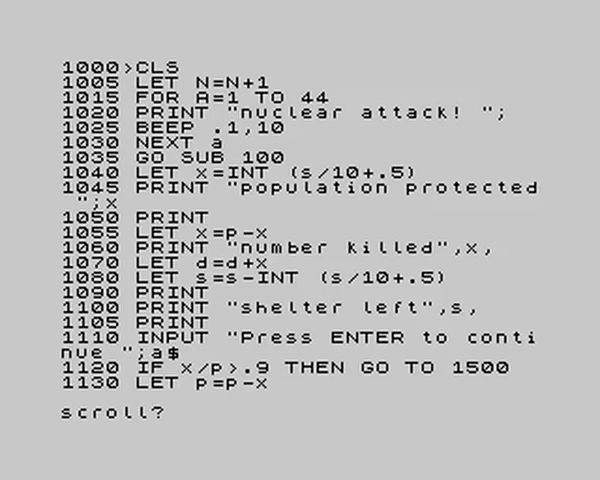 1000>CLS
1005 LET N=N+1
1015 FOR A=1 TO 44
1020 PRINT "nuclear attack! ";
1025 BEEP .1,10
1030 NEXT a
1035 GO SUB 100
1040 LET x=INT (s/10+.5)
1045 PRINT "population protected
";x
1050 PRINT
1055 LET x=p-x
1060 PRINT "number killed",x,
1070 LET d=d+x
1080 LET s=s-INT (s/10+.5)
1090 PRINT
1100 PRINT "shelter left",s,
1105 PRINT
1110 INPUT "Press ENTER to conti
nue ";a$
1120 IF x/p>.9 THEN GO TO 1500
1130 LET p=p-x
scroll?